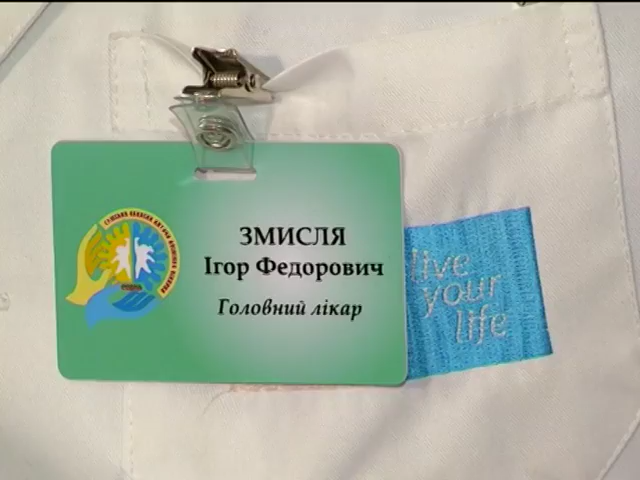 ЗМИСЛЯ
Ігор Федорович
Головний лікар
live
your
life